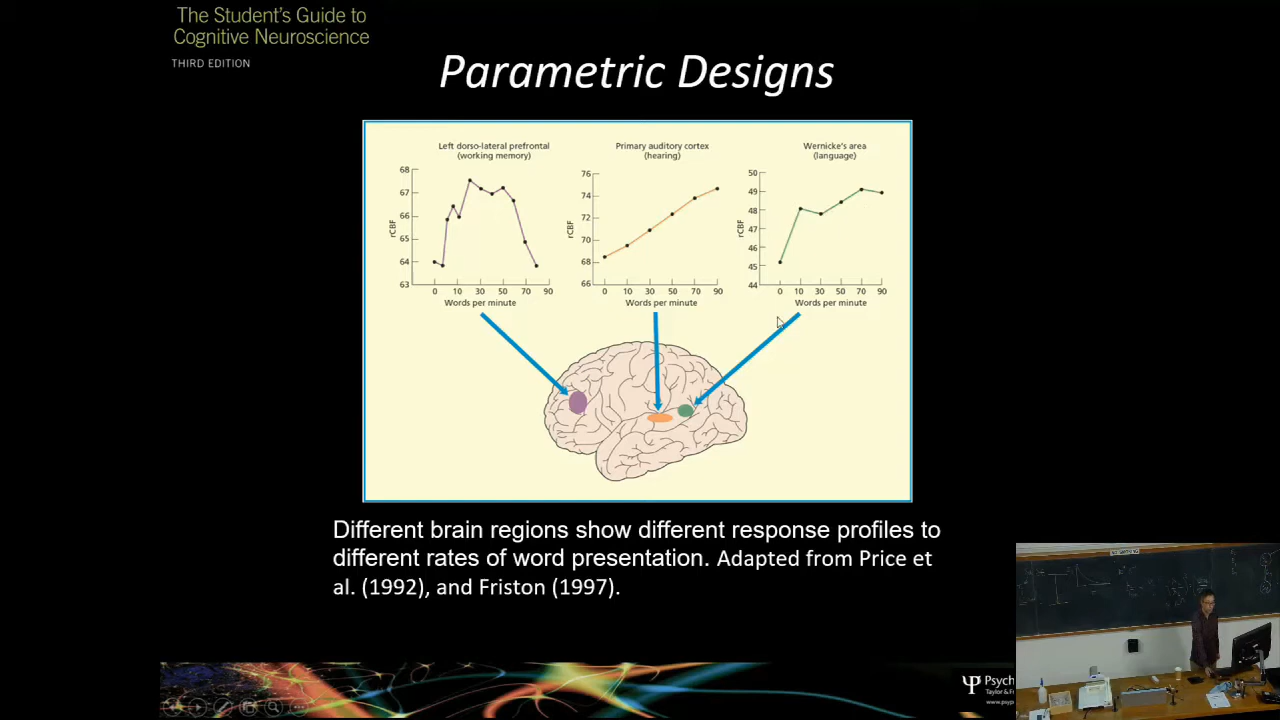 The Student's Guide to
Cognitive Neuroscience
THIRD EDITION
Parametric Designs
Left dorso-lateral prefrontal
(working memory)
68
67
66
65
64
63
rCBF
0 10 30 50 70 90
Words per minute
Primary auditory cortex
(hearing)
76
74
72
70
68
66
rCBF
0 10 30 50 70 90
Words per minute
Wernicke's area
(language)
50
49
48
47
46
45
44
rCBF
0 10 30 50 70 90
Words per minute
Different brain regions show different response profiles to
different rates of word presentation. Adapted from Price et
al. (1992), and Friston (1997).
Psych
Taylor & Fr
www.psyp